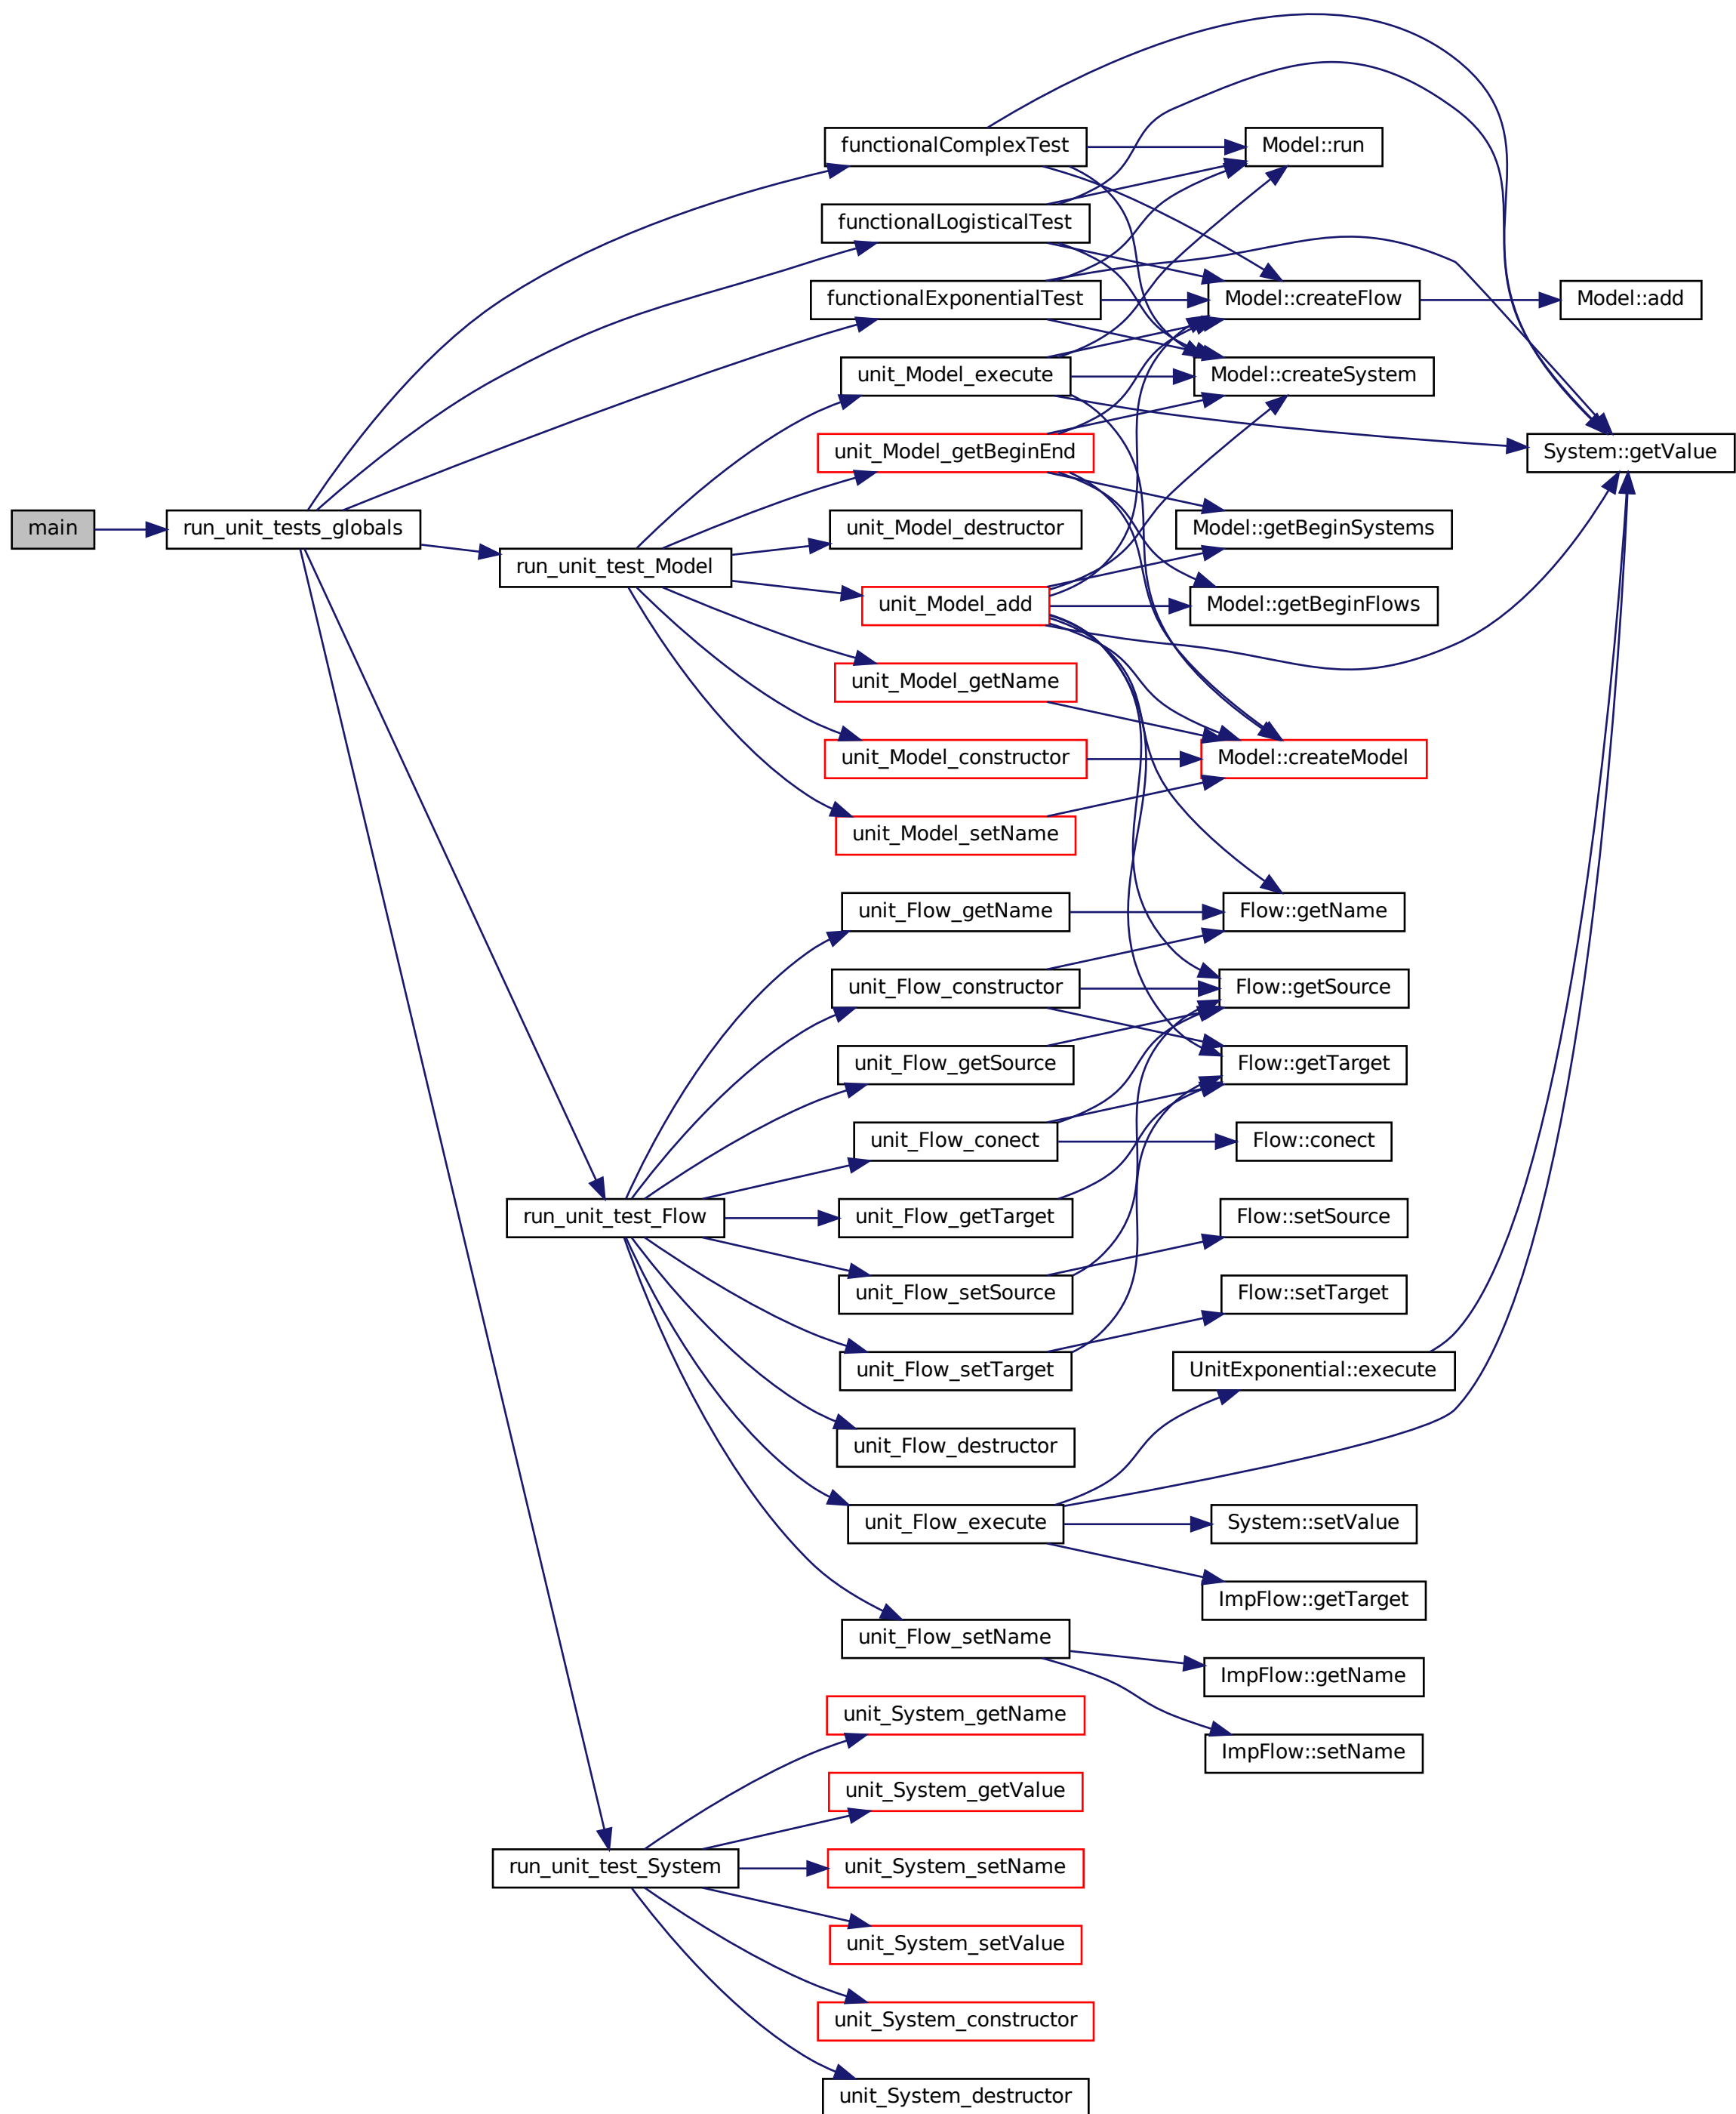 main
run_unit_tests_globals
functionalComplexTest
functionalLogisticalTest
functionalExponentialTest
run_unit_test_Model
unit_Model_execute
unit_Model_getBeginEnd
unit_Model_destructor
unit_Model_add
unit_Model_getName
unit_Model_constructor
unit_Model_setName
run_unit_test_Flow
unit_Flow_getName
unit_Flow_constructor
unit_Flow_getSource
unit_Flow_conect
unit_Flow_getTarget
unit_Flow_setSource
unit_Flow_setTarget
unit_Flow_destructor
unit_Flow_execute
unit_Flow_setName
run_unit_test_System
unit_System_getName
unit_System_getValue
unit_System_setName
unit_System_setValue
unit_System_constructor
unit_System_destructor
Model::run
Model::createFlow
Model::createSystem
Model::getBeginSystems
Model::getBeginFlows
Model::createModel
Flow::getName
Flow::getSource
Flow::getTarget
Flow::conect
Flow::setSource
Flow::setTarget
UnitExponential::execute
System::setValue
ImpFlow::getTarget
ImpFlow::getName
ImpFlow::setName
Model::add
System::getValue